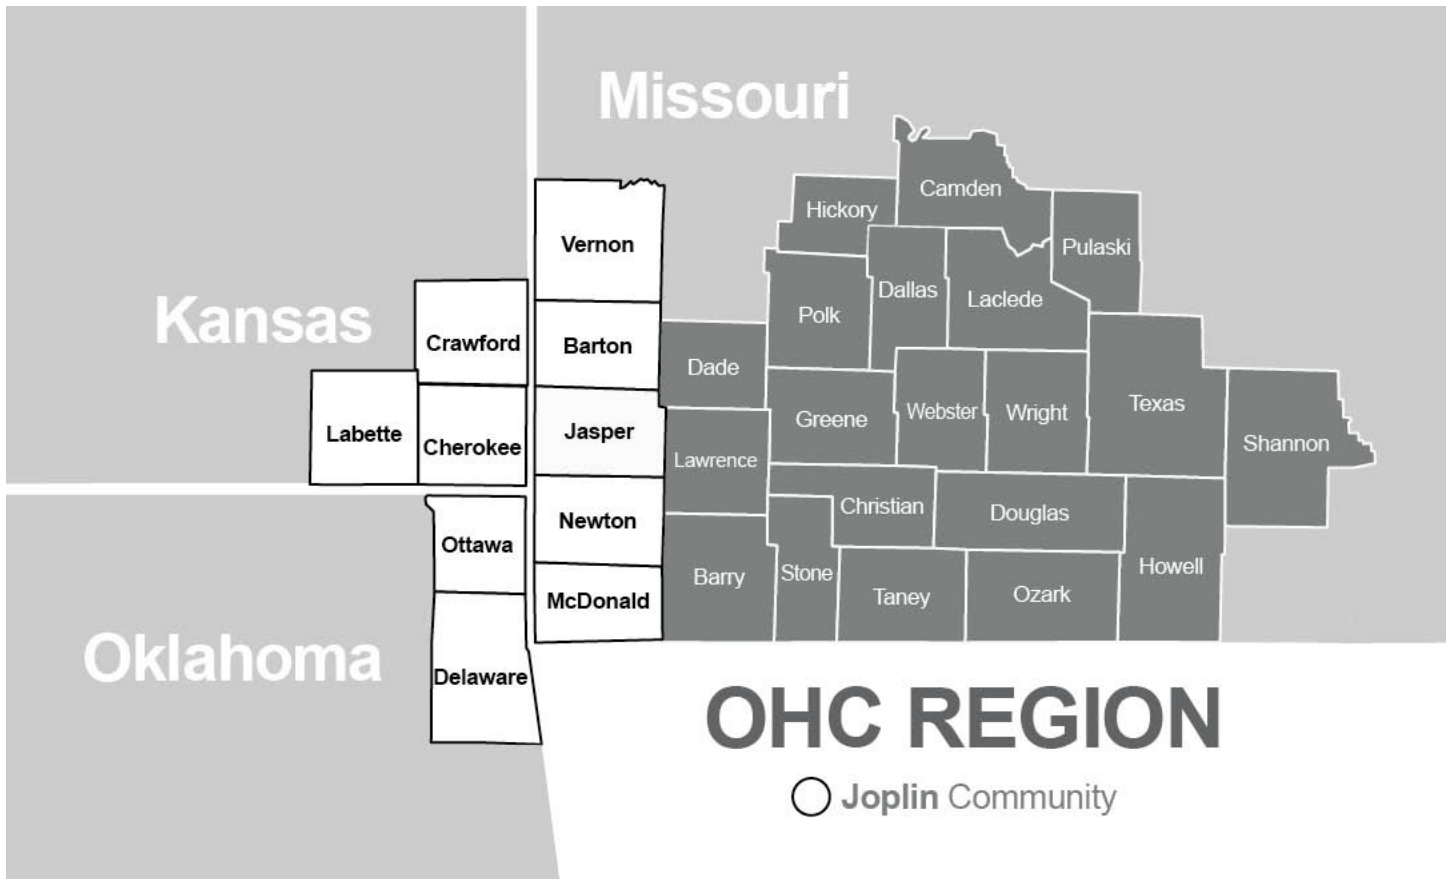 Missouri
Camden
Hickory
Vernon
Pulaski
Dallas
Laclede
Kansas
Polk
Crawford
Barton
Dade
Texas
Webster
Wright
Greene
Labette
Cherokee
Jasper
Shannon
Lawrence
Christian
Douglas
Newton
Ottawa
Howell
Barry
Stone
Taney
Ozark
McDonald
Oklahoma
Delaware
OHC REGION
Joplin Community